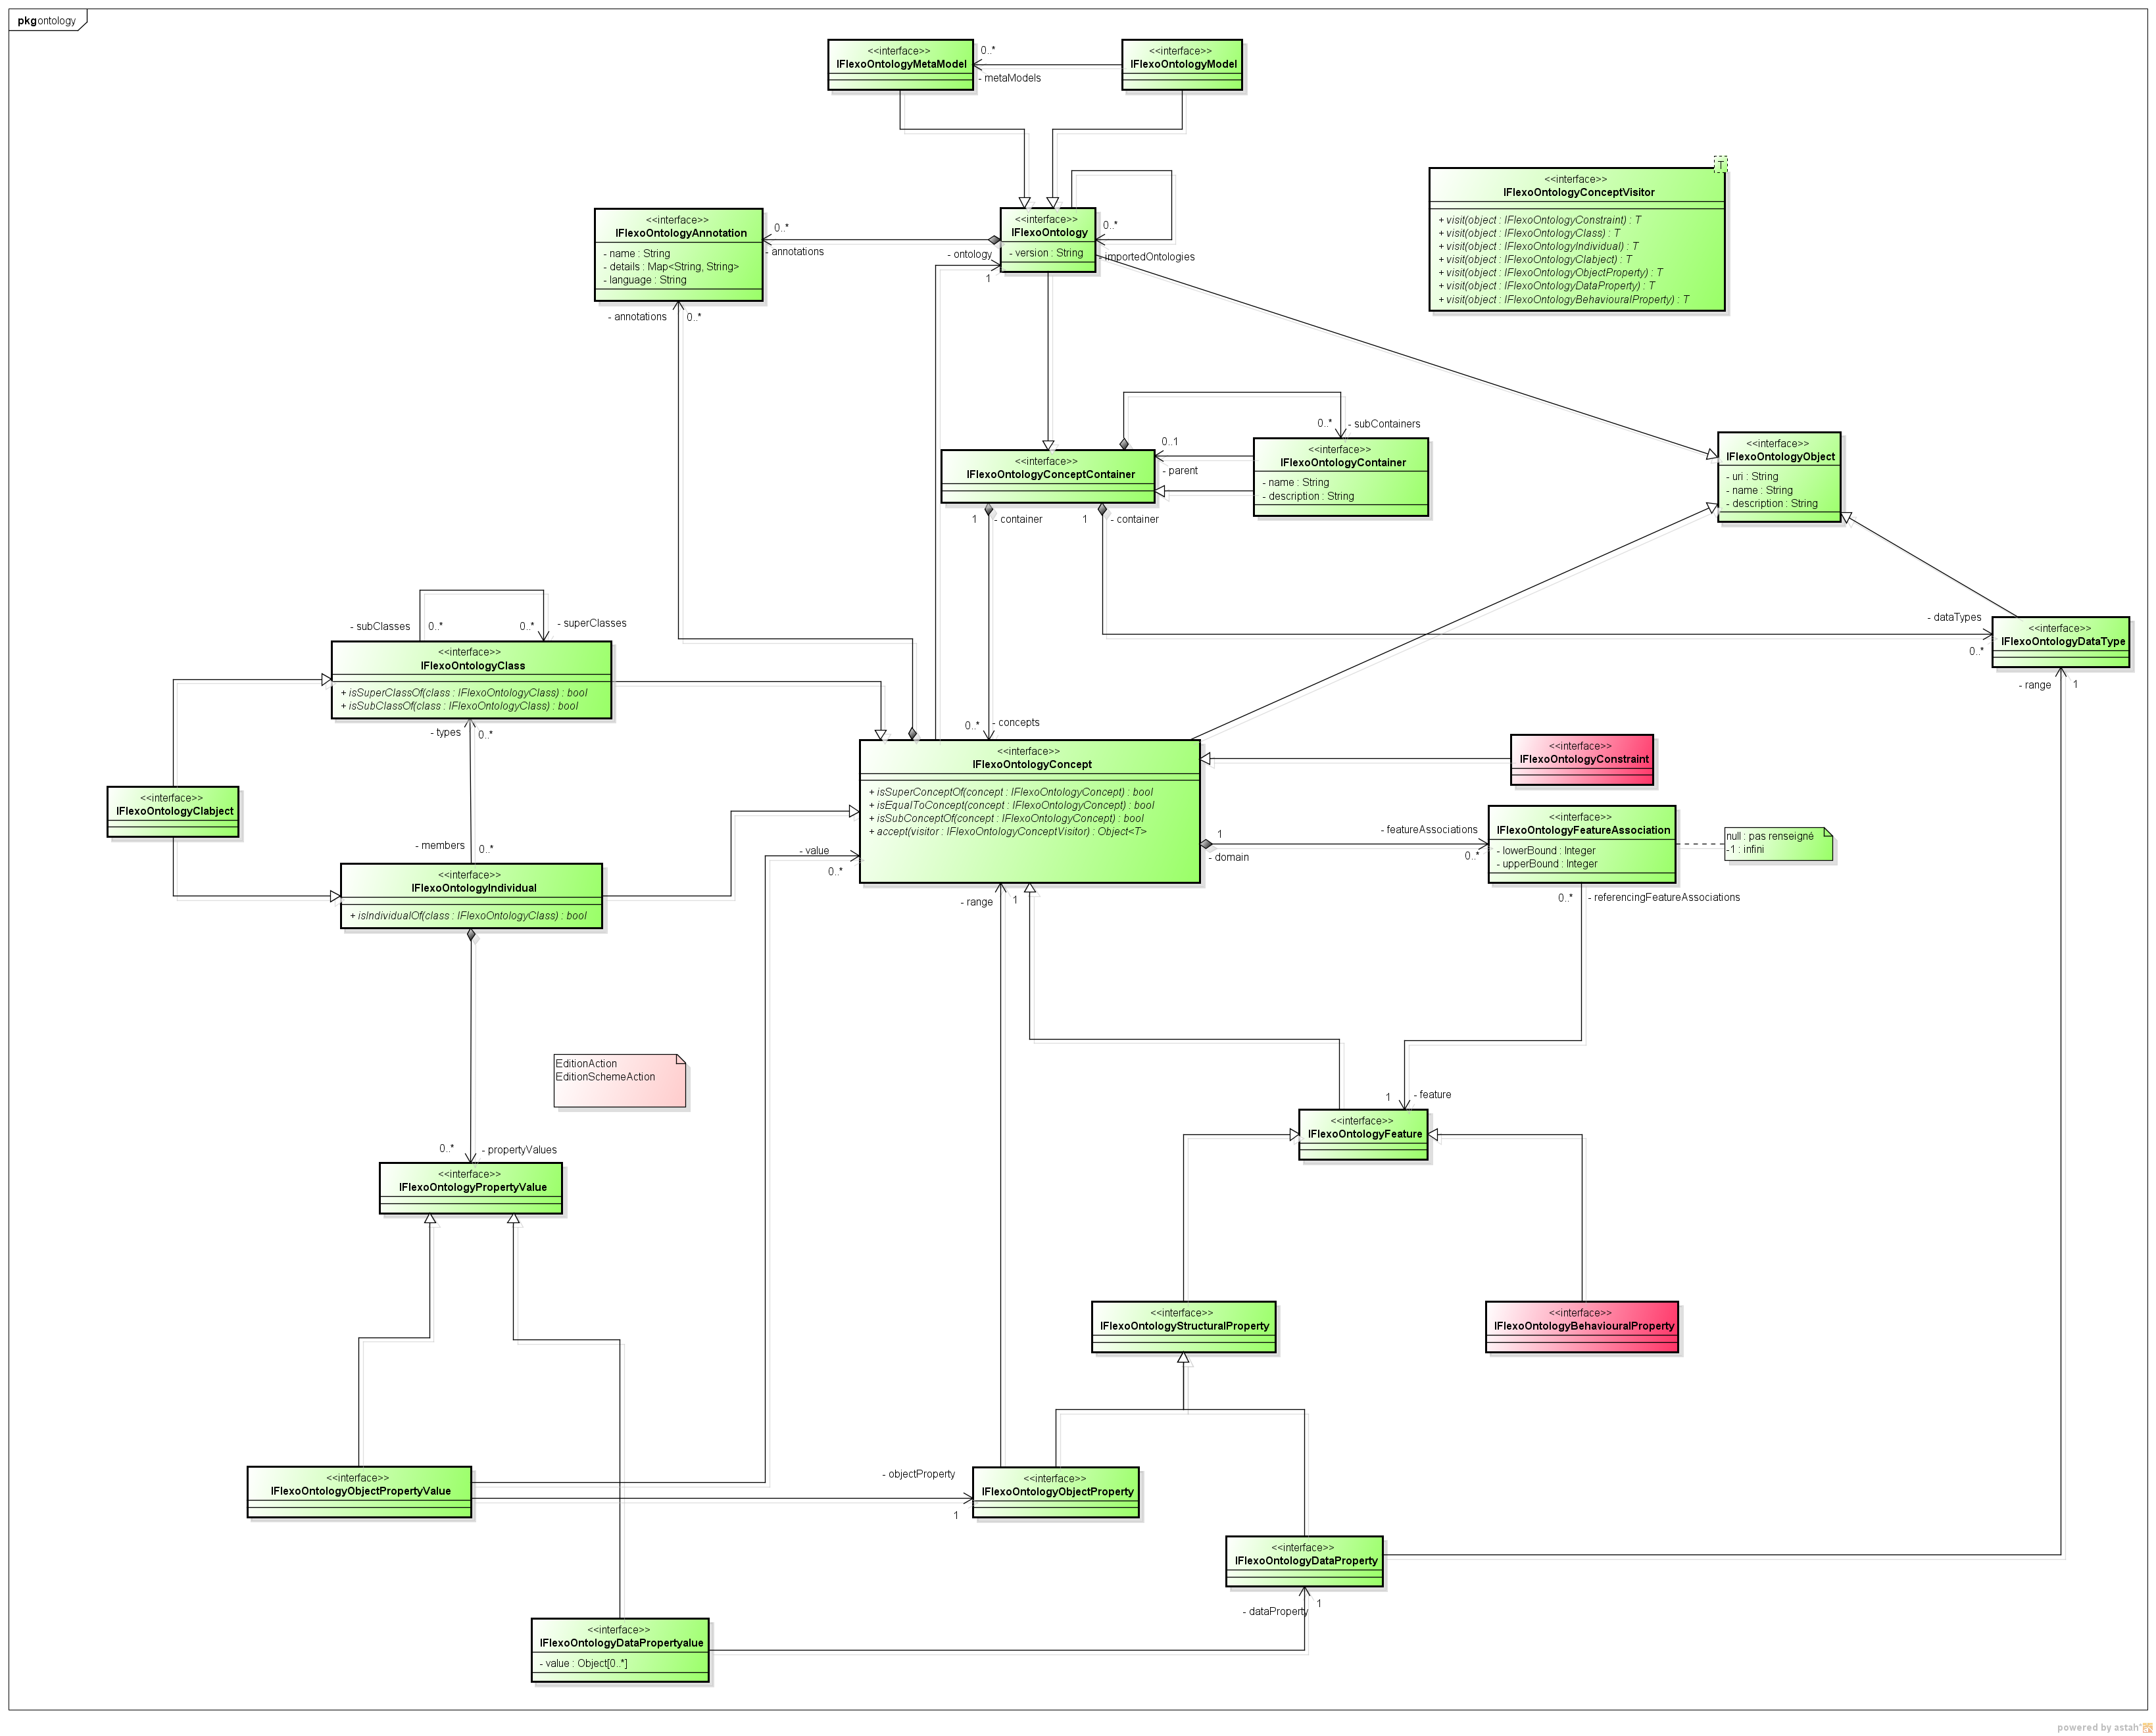 pkg ontology
<<interface>>
IFlexoOntologyMetaModel
0..*
- metaModels
<<interface>>
IFlexoOntologyModel
T
<<interface>>
IFlexoOntologyConceptVisitor
+ visit(object : IFlexoOntologyConstraint) : T
+ visit(object : IFlexoOntologyClass) : T
+ visit(object : IFlexoOntologyIndividual) : T
+ visit(object : IFlexoOntologyClabject) : T
+ visit(object : IFlexoOntologyObjectProperty) : T
+ visit(object : IFlexoOntologyDataProperty) : T
+ visit(object : IFlexoOntologyBehaviouralProperty) : T
<<interface>>
IFlexoOntologyAnnotation
- name : String
- details : Map<String, String>
- language : String
0..*
- annotations
<<interface>>
IFlexoOntology
- version : String
0..*
- importedOntologies
- ontology
1
- annotations
0..*
0..*
- subContainers
<<interface>>
IFlexoOntologyConceptContainer
0..1
- parent
<<interface>>
IFlexoOntologyContainer
- name : String
- description : String
<<interface>>
IFlexoOntologyObject
- uri : String
- name : String
- description : String
1
- container
1
- container
- dataTypes
0..*
<<interface>>
IFlexoOntologyDataType
- range
1
- subClasses
0..*
0..*
- superClasses
<<interface>>
IFlexoOntologyClass
+ isSuperClassOf(class : IFlexoOntologyClass) : bool
+ isSubClassOf(class : IFlexoOntologyClass) : bool
- types
0..*
0..*
- concepts
<<interface>>
IFlexoOntologyConcept
+ isSuperConceptOf(concept : IFlexoOntologyConcept) : bool
+ isEqualToConcept(concept : IFlexoOntologyConcept) : bool
+ isSubConceptOf(concept : IFlexoOntologyConcept) : bool
+ accept(visitor : IFlexoOntologyConceptVisitor) : Object<T>
<<interface>>
IFlexoOntologyConstraint
<<interface>>
IFlexoOntologyClabject
1
- domain
- featureAssociations
0..*
<<interface>>
IFlexoOntologyFeatureAssociation
- lowerBound : Integer
- upperBound : Integer
null : pas renseigné
-1 : infini
- members
0..*
- value
0..*
<<interface>>
IFlexoOntologyIndividual
+ isIndividualOf(class : IFlexoOntologyClass) : bool
- range
1
0..*
- referencingFeatureAssociations
EditionAction
EditionSchemeAction
1
- feature
<<interface>>
IFlexoOntologyFeature
0..*
- propertyValues
<<interface>>
IFlexoOntologyPropertyValue
<<interface>>
IFlexoOntologyStructuralProperty
<<interface>>
IFlexoOntologyBehaviouralProperty
<<interface>>
IFlexoOntologyObjectPropertyValue
- objectProperty
1
<<interface>>
IFlexoOntologyObjectProperty
<<interface>>
IFlexoOntologyDataProperty
- dataProperty
1
<<interface>>
IFlexoOntologyDataPropertyalue
- value : Object[0..*]
powered by astah*